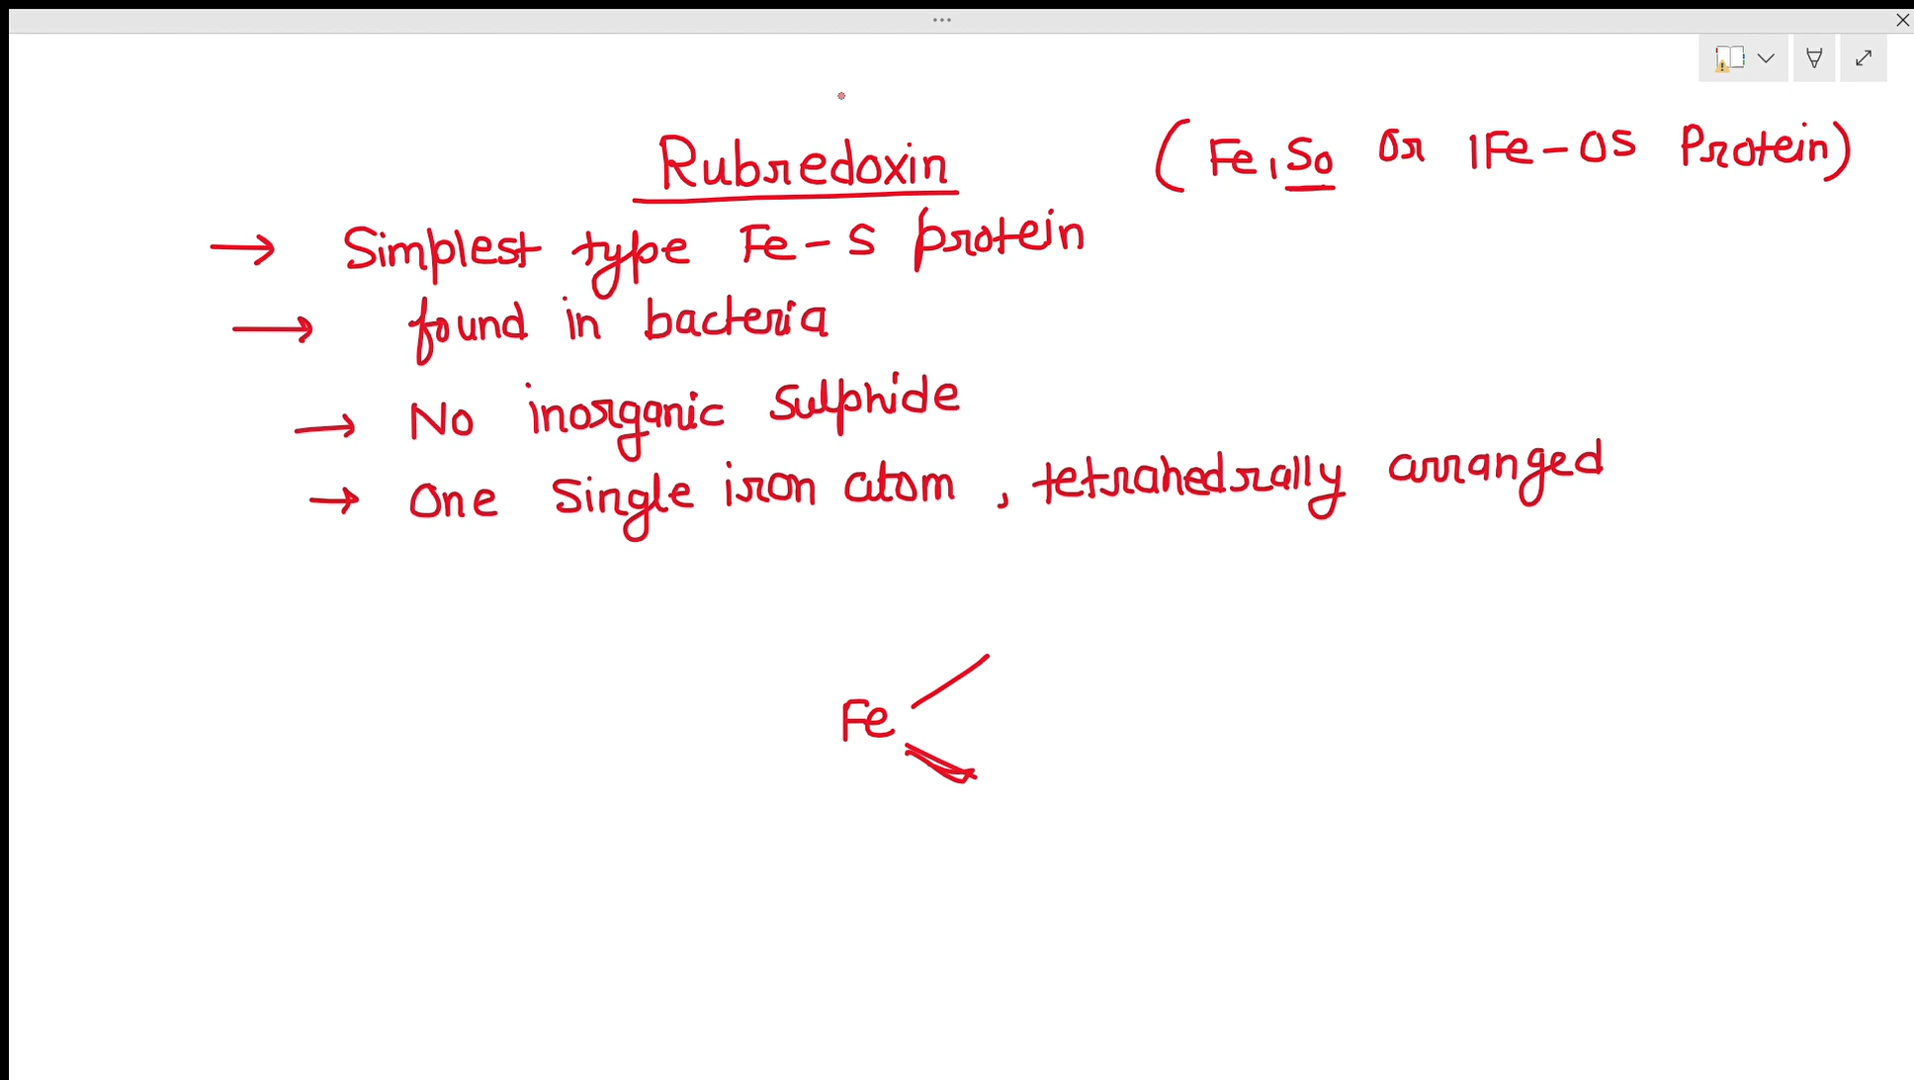 Rubredoxin (Fe1S0 or 1Fe-0S Protein)
→ Simplest type Fe-S protein
→ found in bacteria
→ No inorganic sulphide
→ One single iron atom, tetrahedrally arranged
Fe